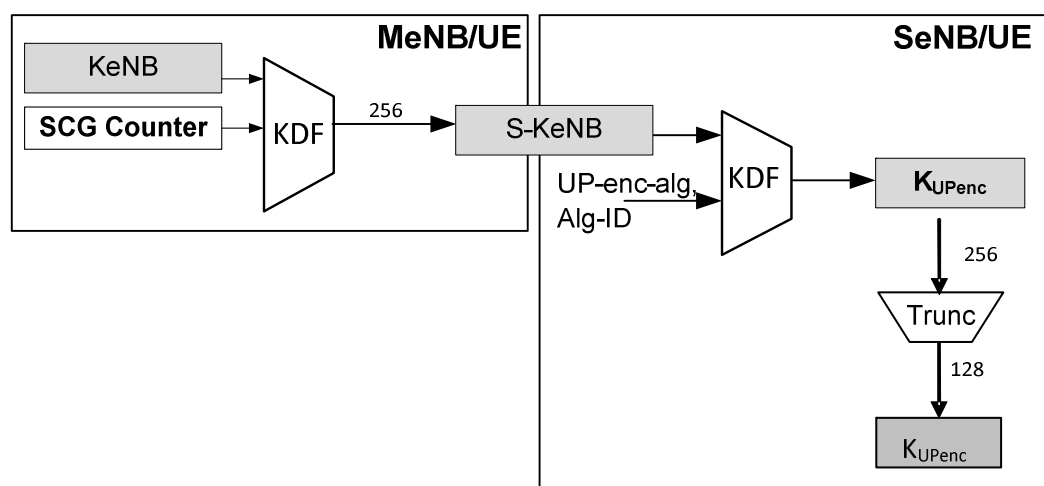 MeNB/UE
KeNB
SCG Counter
KDF
256
S-KeNB
SeNB/UE
UP-enc-alg,
Alg-ID
KDF
KUPenc
256
Trunc
128
KUPenc